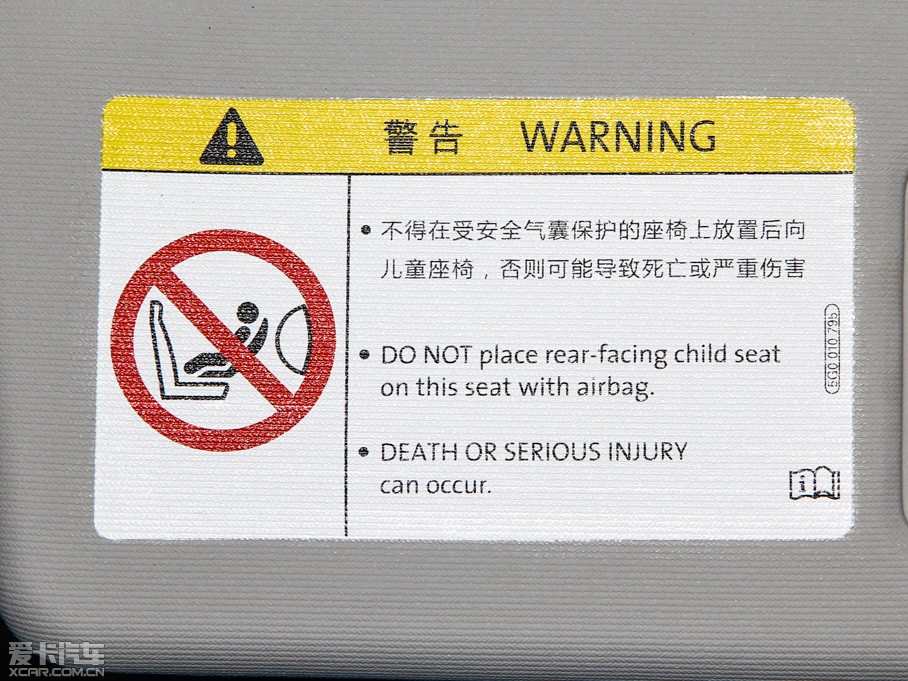 警告 WARNING
• 不得在受安全气囊保护的座椅上放置后向
儿童座椅，否则可能导致死亡或严重伤害
• DO NOT place rear-facing child seat
on this seat with airbag.
• DEATH OR SERIOUS INJURY
can occur.
5G0 010 795
i
爱卡汽车
XCAR.COM.CN